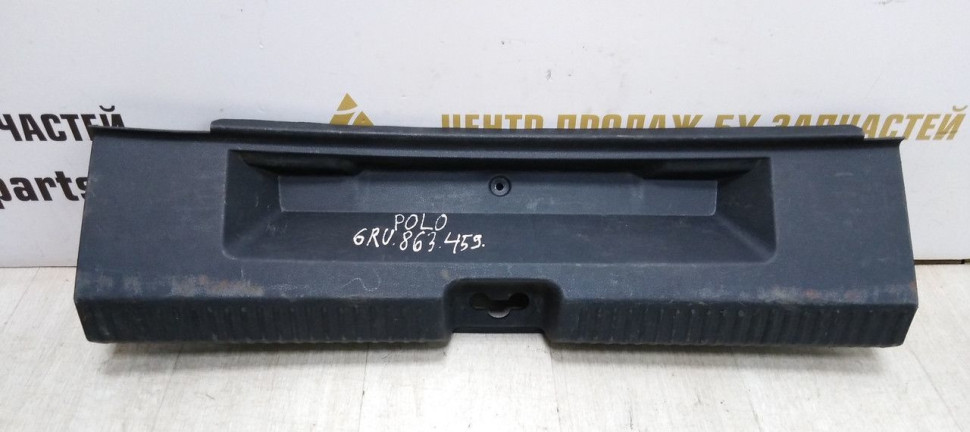 ЧАСТЕЙ
ЦЕНТР ПРОДАЖ БУ ЗАПЧАСТЕЙ
parts
POLO
6RU.863.459.